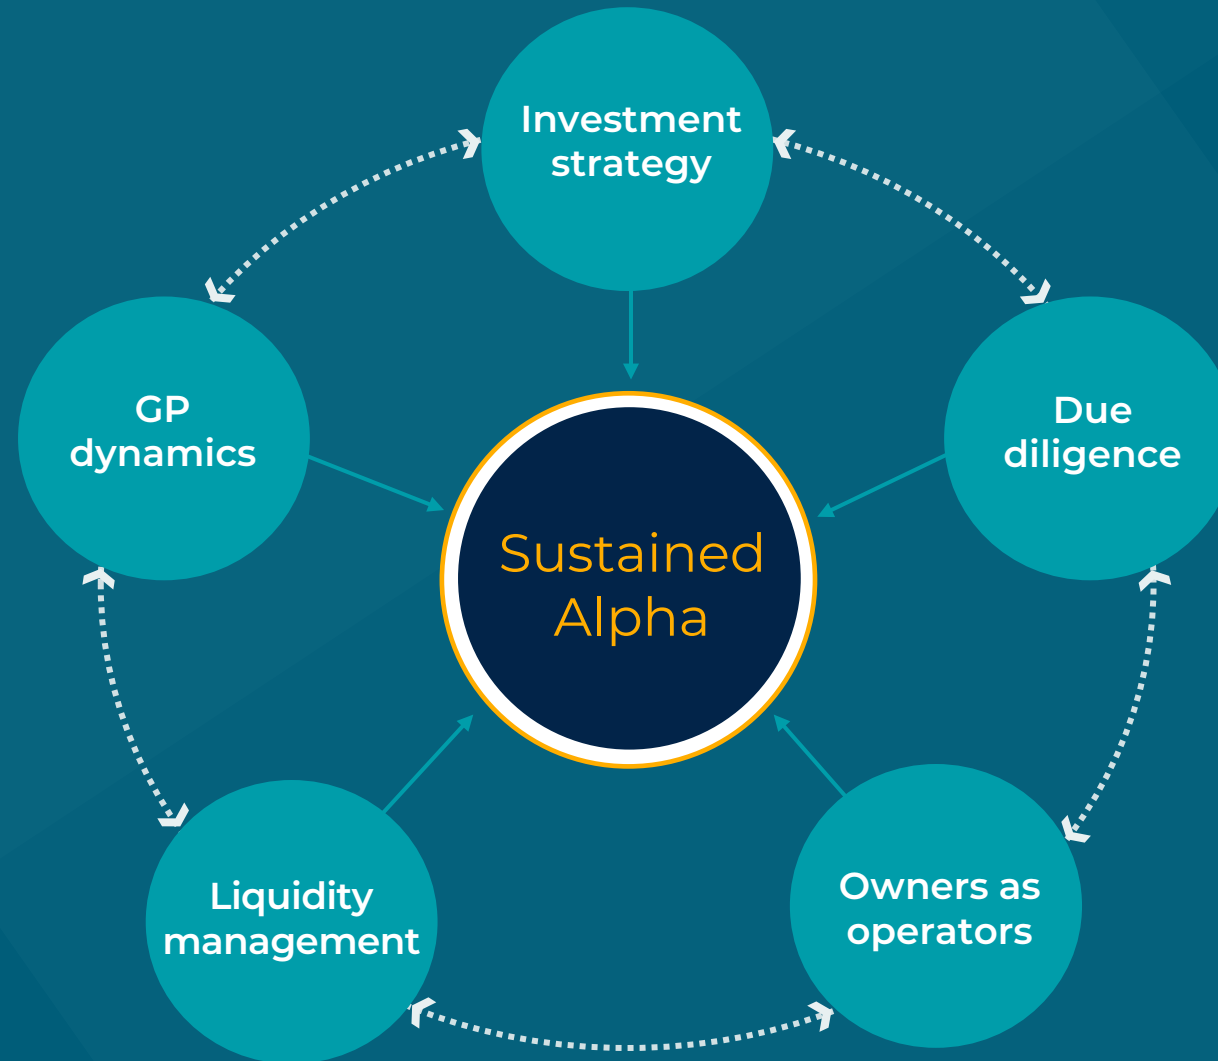 Investment
strategy
GP
dynamics
Due
diligence
Sustained
Alpha
Liquidity
management
Owners as
operators